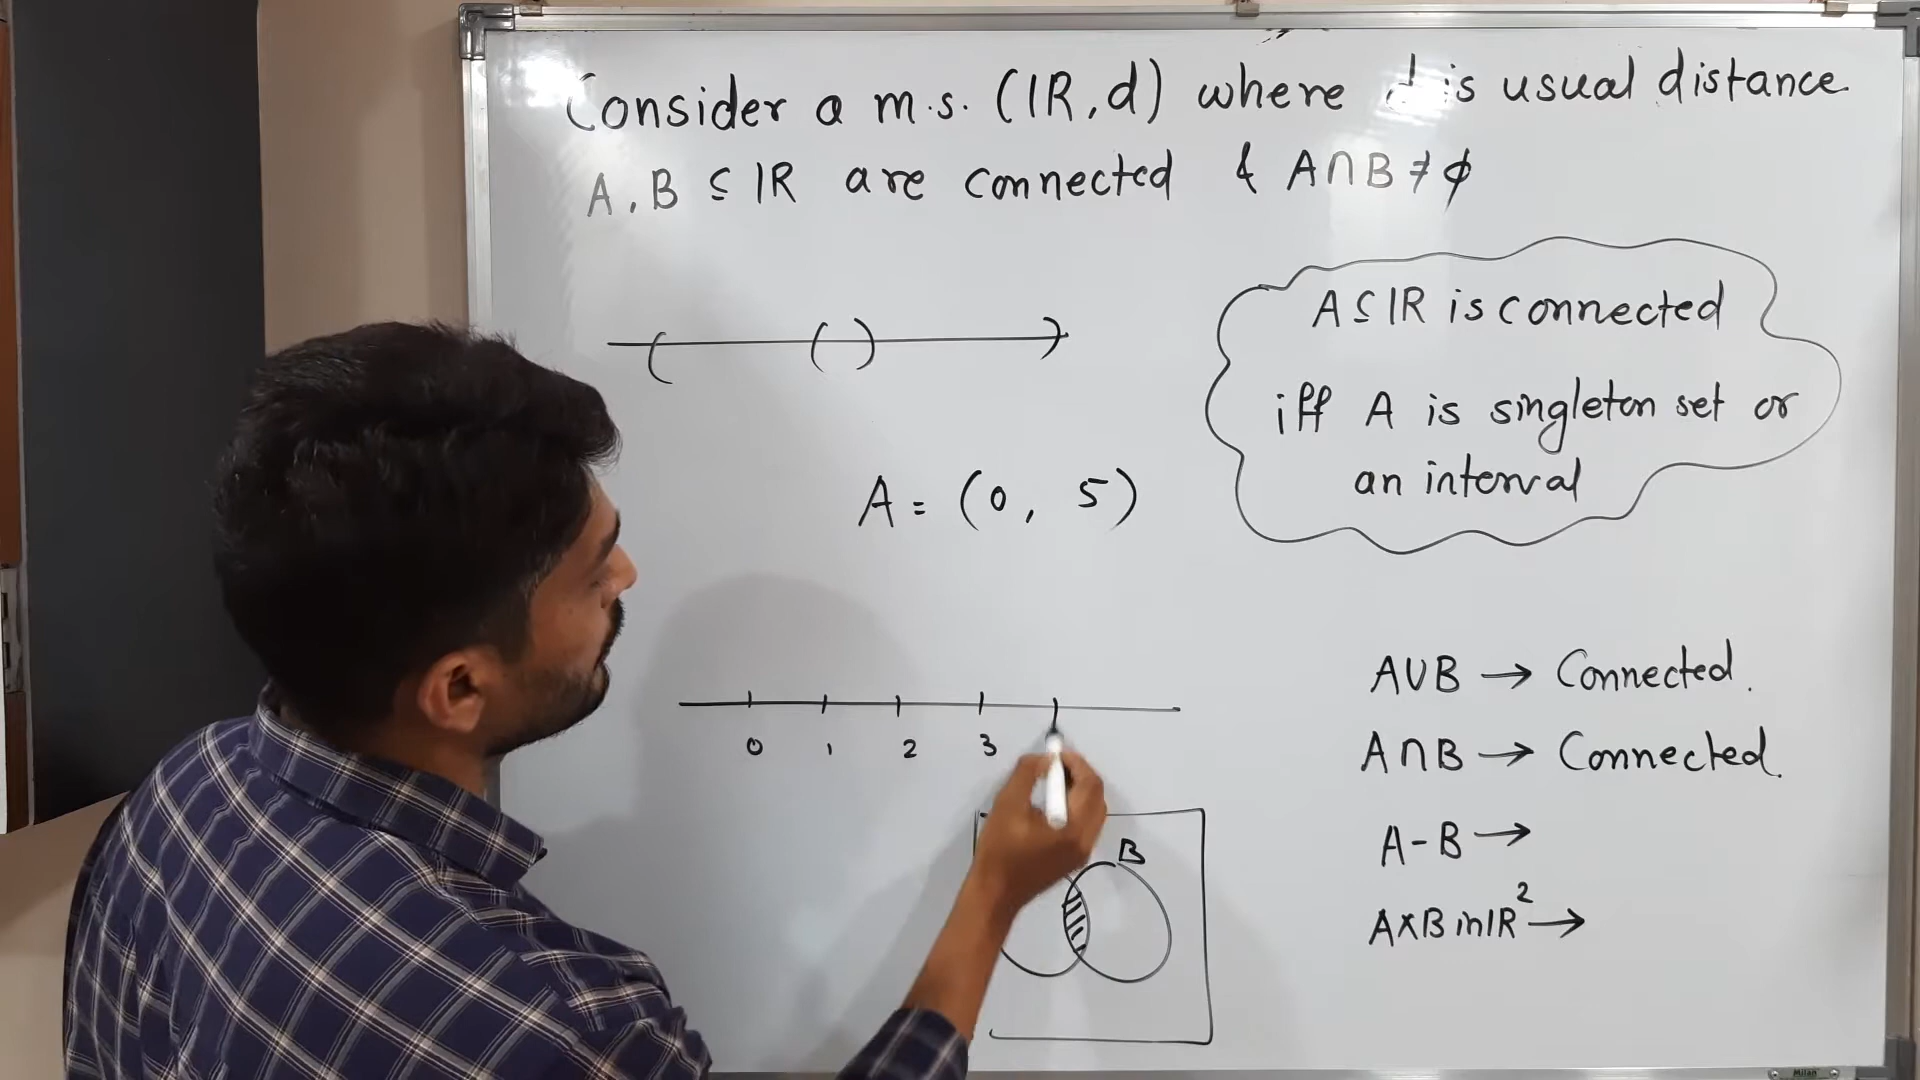 Consider a m.s. (IR, d) where d is usual distance
A, B ⊆ IR are connected & A∩B ≠ ϕ
A ⊆ IR is connected
iff A is singleton set or
an interval
A = (0, 5)
0 1 2 3
B
A∪B → Connected.
A∩B → Connected.
A-B →
A×B in IR² →
Milan